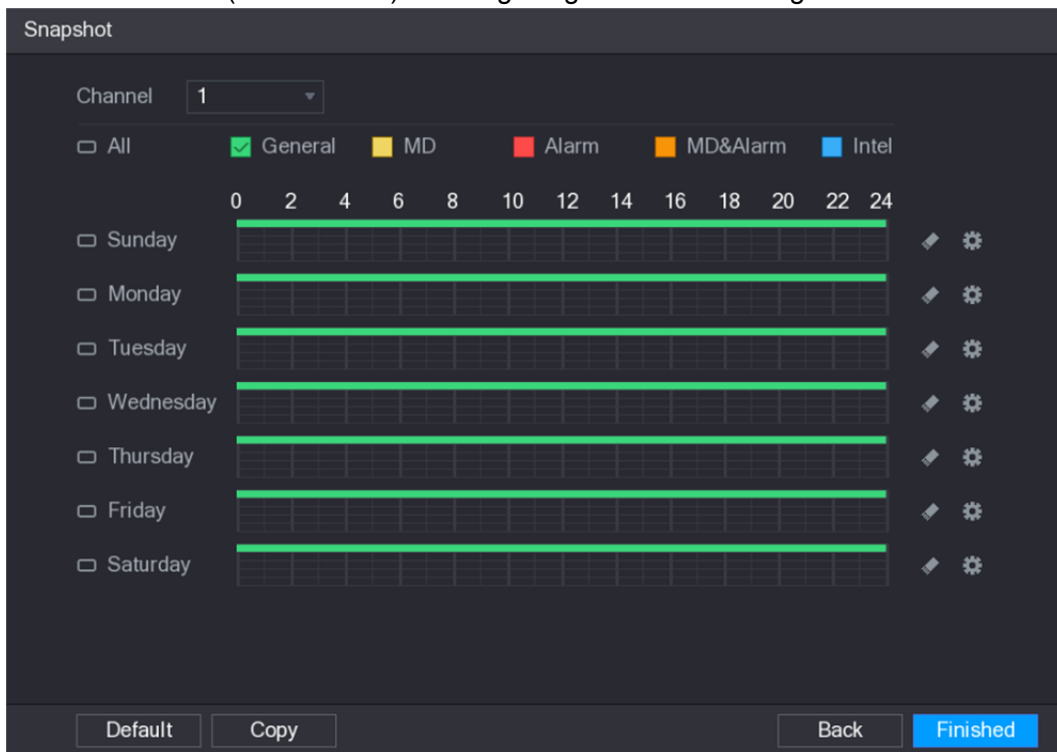 Snapshot
Channel 1
All General MD Alarm MD&Alarm Intel
0 2 4 6 8 10 12 14 16 18 20 22 24
Sunday
Monday
Tuesday
Wednesday
Thursday
Friday
Saturday
Default Copy Back Finished